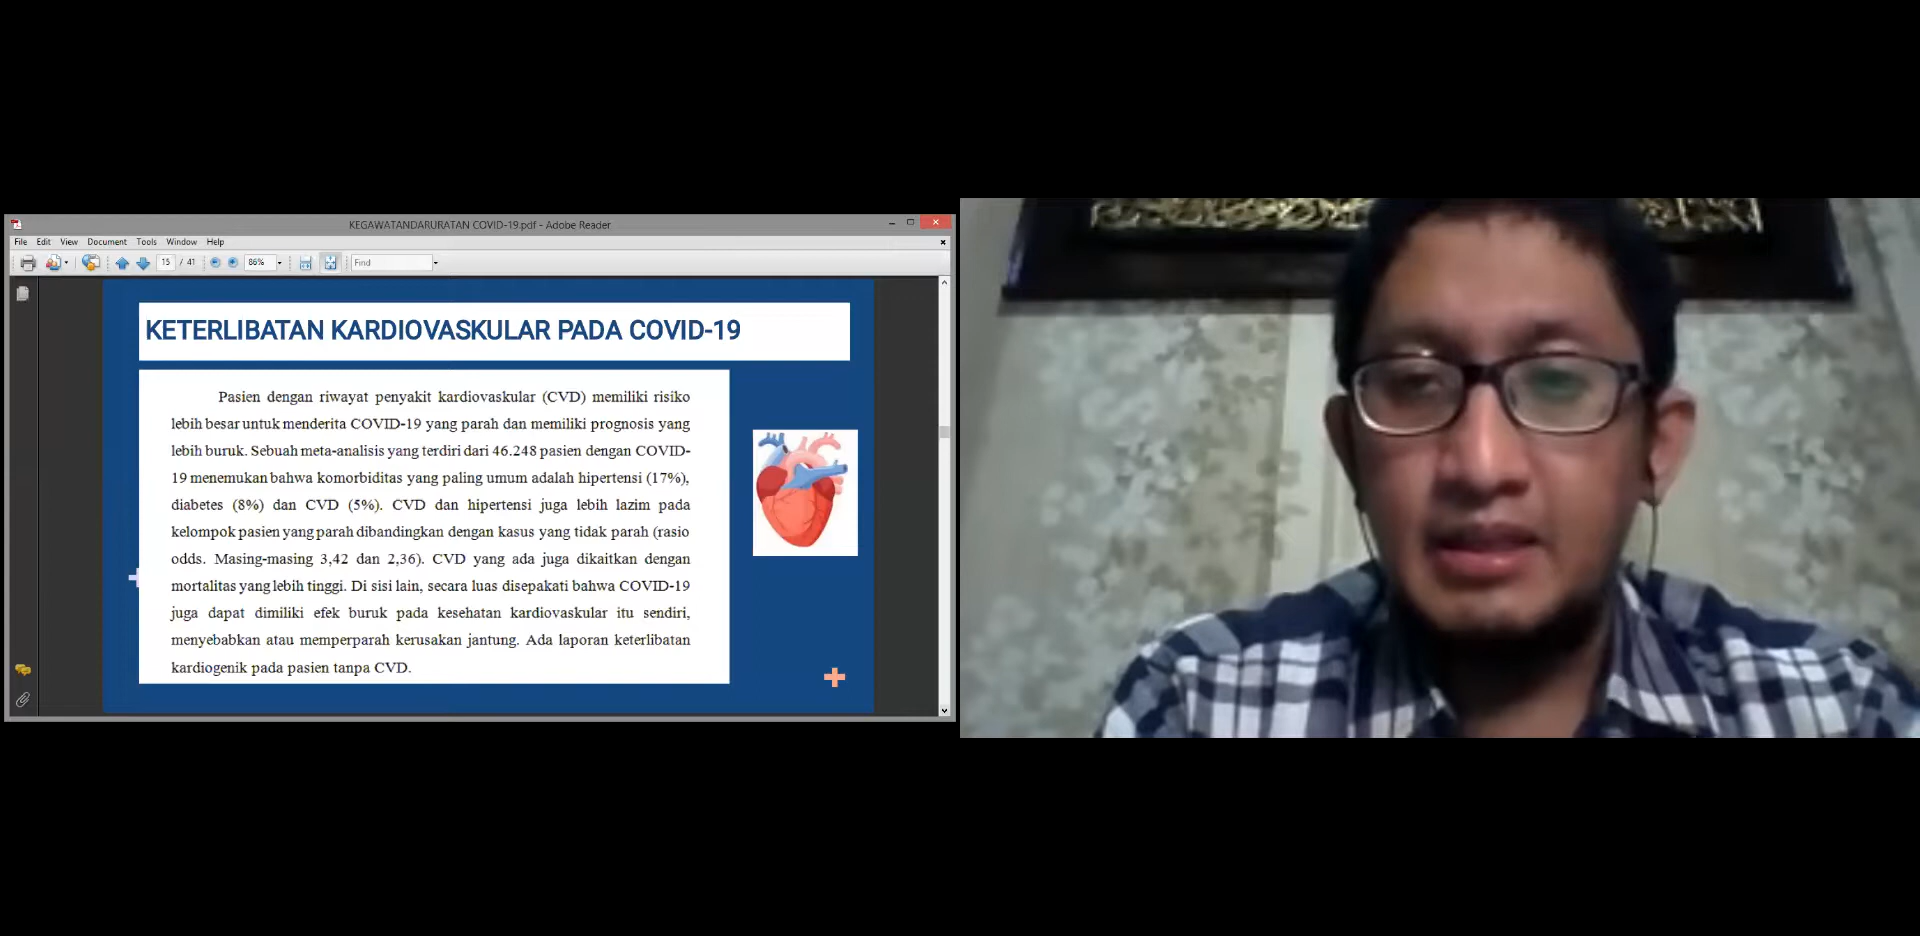 KEGAWATANDARURATAN COVID-19.pdf - Adobe Reader
File Edit View Document Tools Window Help
15 / 41 86% Find
KETERLIBATAN KARDIOVASKULAR PADA COVID-19
Pasien dengan riwayat penyakit kardiovaskular (CVD) memiliki risiko
lebih besar untuk menderita COVID-19 yang parah dan memiliki prognosis yang
lebih buruk. Sebuah meta-analisis yang terdiri dari 46.248 pasien dengan COVID-
19 menemukan bahwa komorbiditas yang paling umum adalah hipertensi (17%),
diabetes (8%) dan CVD (5%). CVD dan hipertensi juga lebih lazim pada
kelompok pasien yang parah dibandingkan dengan kasus yang tidak parah (rasio
odds. Masing-masing 3,42 dan 2,36). CVD yang ada juga dikaitkan dengan
mortalitas yang lebih tinggi. Di sisi lain, secara luas disepakati bahwa COVID-19
juga dapat dimiliki efek buruk pada kesehatan kardiovaskular itu sendiri,
menyebabkan atau memperparah kerusakan jantung. Ada laporan keterlibatan
kardiogenik pada pasien tanpa CVD.